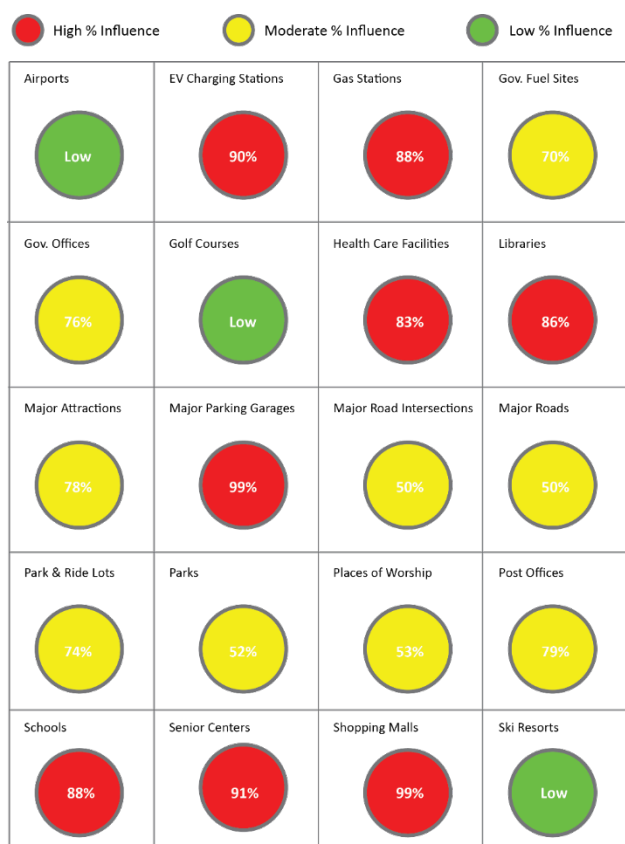 High % Influence
Moderate % Influence
Low % Influence
Airports
EV Charging Stations
Gas Stations
Gov. Fuel Sites
Low
90%
88%
70%
Gov. Offices
Golf Courses
Health Care Facilities
Libraries
76%
Low
83%
86%
Major Attractions
Major Parking Garages
Major Road Intersections
Major Roads
78%
99%
50%
50%
Park & Ride Lots
Parks
Places of Worship
Post Offices
74%
52%
53%
79%
Schools
Senior Centers
Shopping Malls
Ski Resorts
88%
91%
99%
Low